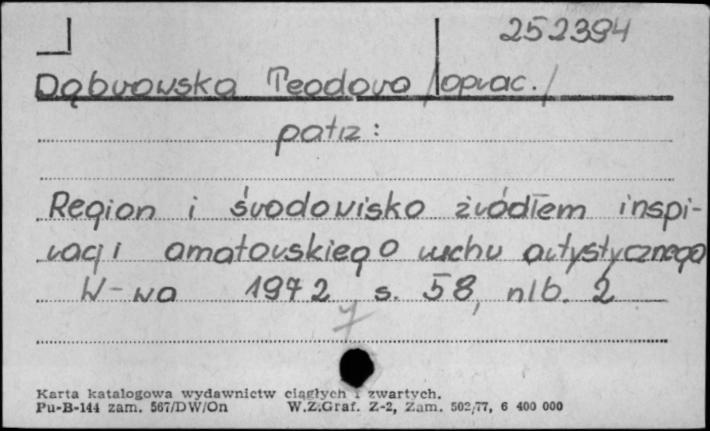 252394
Dąbrowska Teodora /oprac./
patrz:
Region i środowisko źródłem inspi-
racji amatorskiego ruchu artystycznego
W-wa 1972 s. 58, nlb. 2
7
Karta katalogowa wydawnictw ciągłych i zwartych.
Pu-B-144 zam. 567/DW/On W.Z.Graf. Z-2, Zam. 502/77, 6 400 000